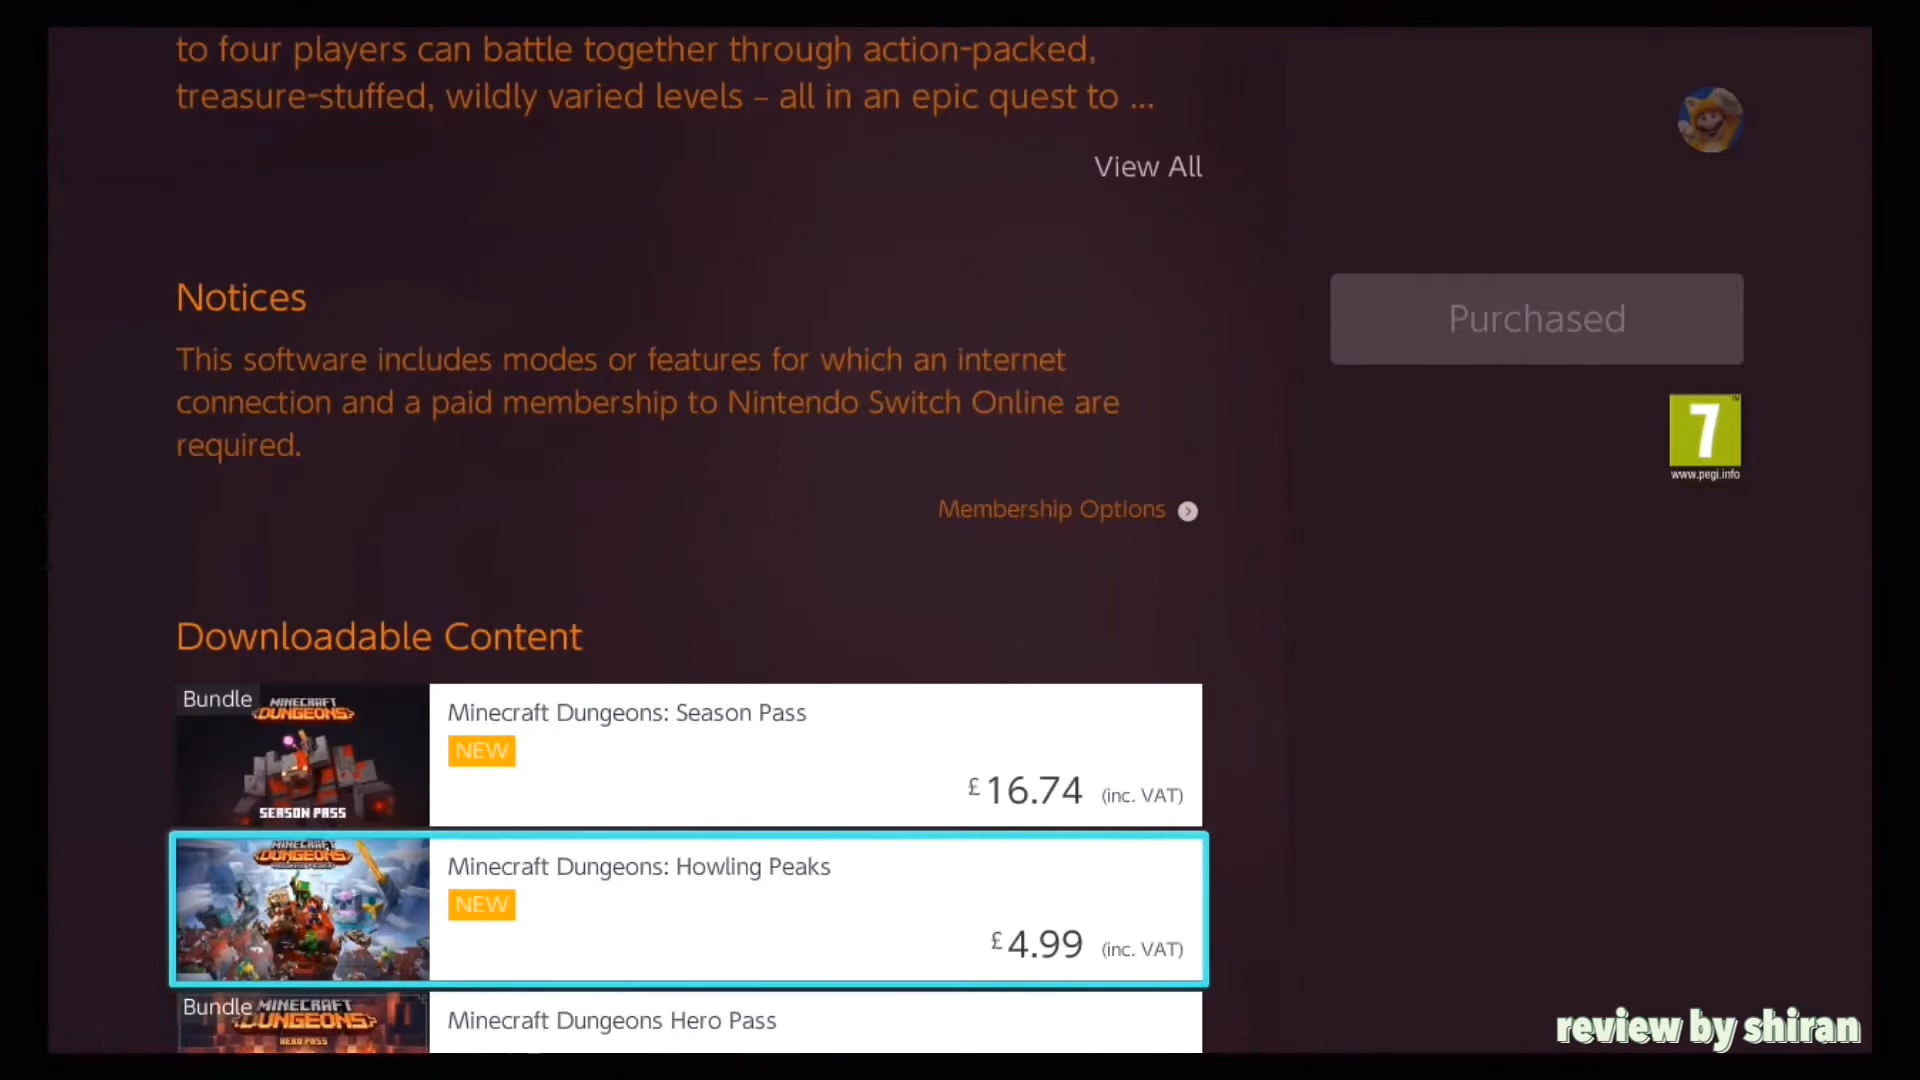 to four players can battle together through action-packed,
treasure-stuffed, wildly varied levels – all in an epic quest to ...
View All
Notices
Purchased
This software includes modes or features for which an internet
connection and a paid membership to Nintendo Switch Online are
required.
7
www.pegi.info
Membership Options
Downloadable Content
Bundle
MINECRAFT
DUNGEONS
SEASON PASS
Minecraft Dungeons: Season Pass
NEW
£16.74 (inc. VAT)
MINECRAFT
DUNGEONS
Minecraft Dungeons: Howling Peaks
NEW
£4.99 (inc. VAT)
Bundle
MINECRAFT
DUNGEONS
HERO PASS
Minecraft Dungeons Hero Pass
review by shiran